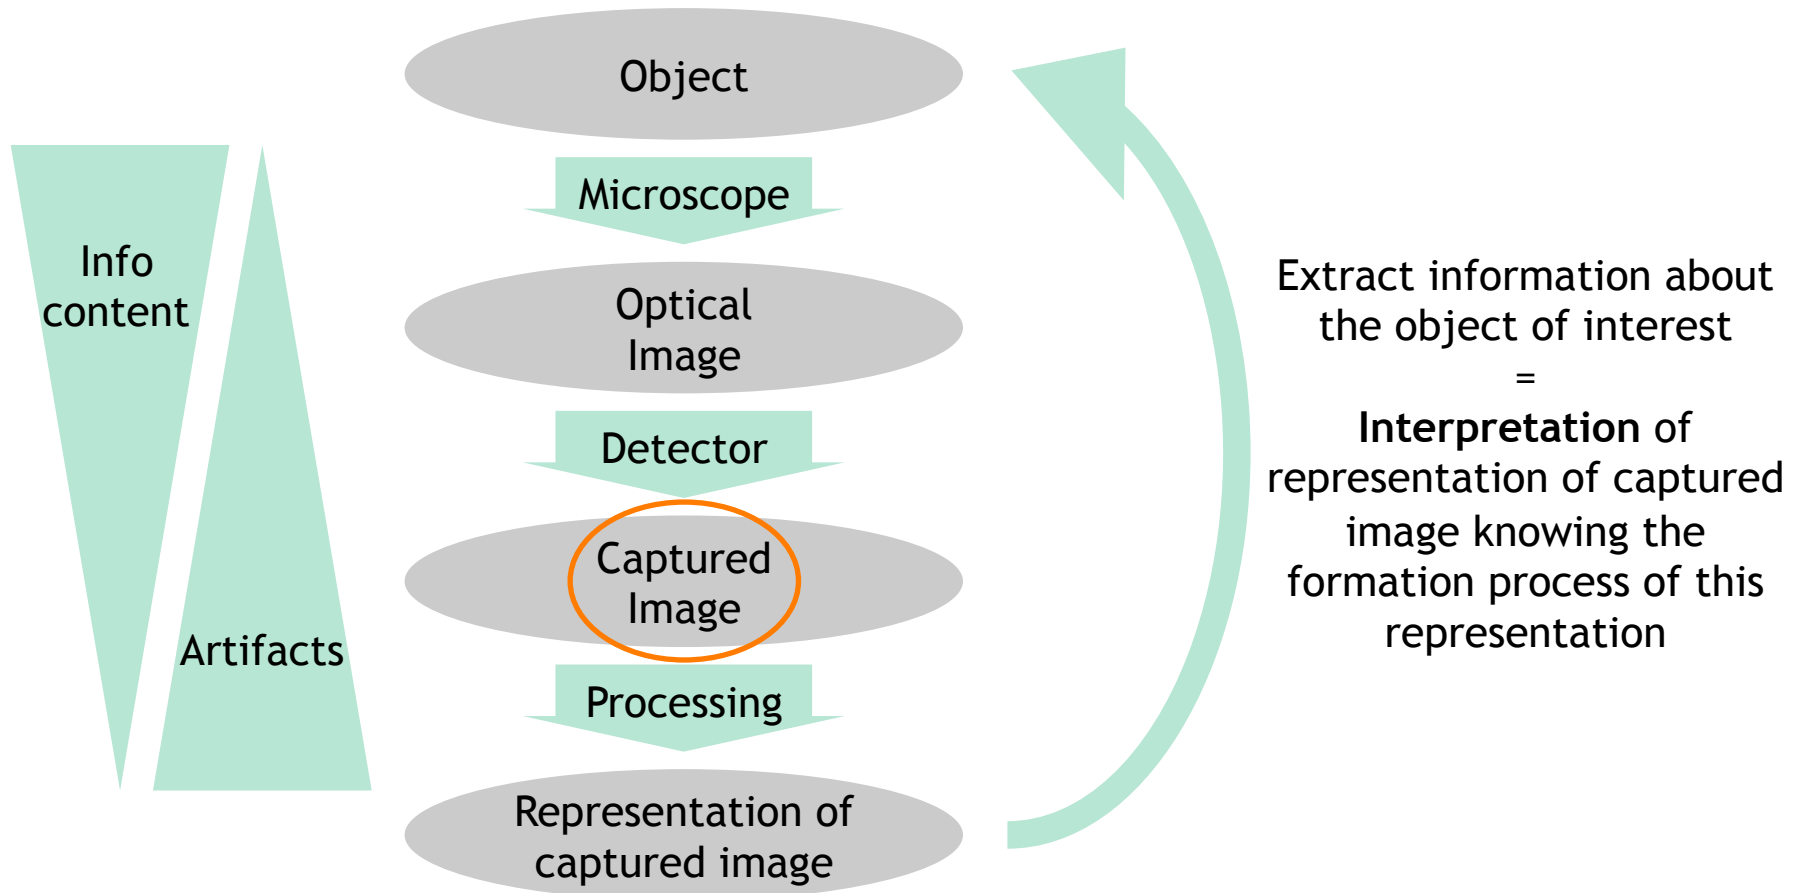 Object
Microscope
Info
content
Optical
Image
Detector
Captured
Image
Artifacts
Processing
Representation of
captured image
Extract information about
the object of interest
=
Interpretation of
representation of captured
image knowing the
formation process of this
representation